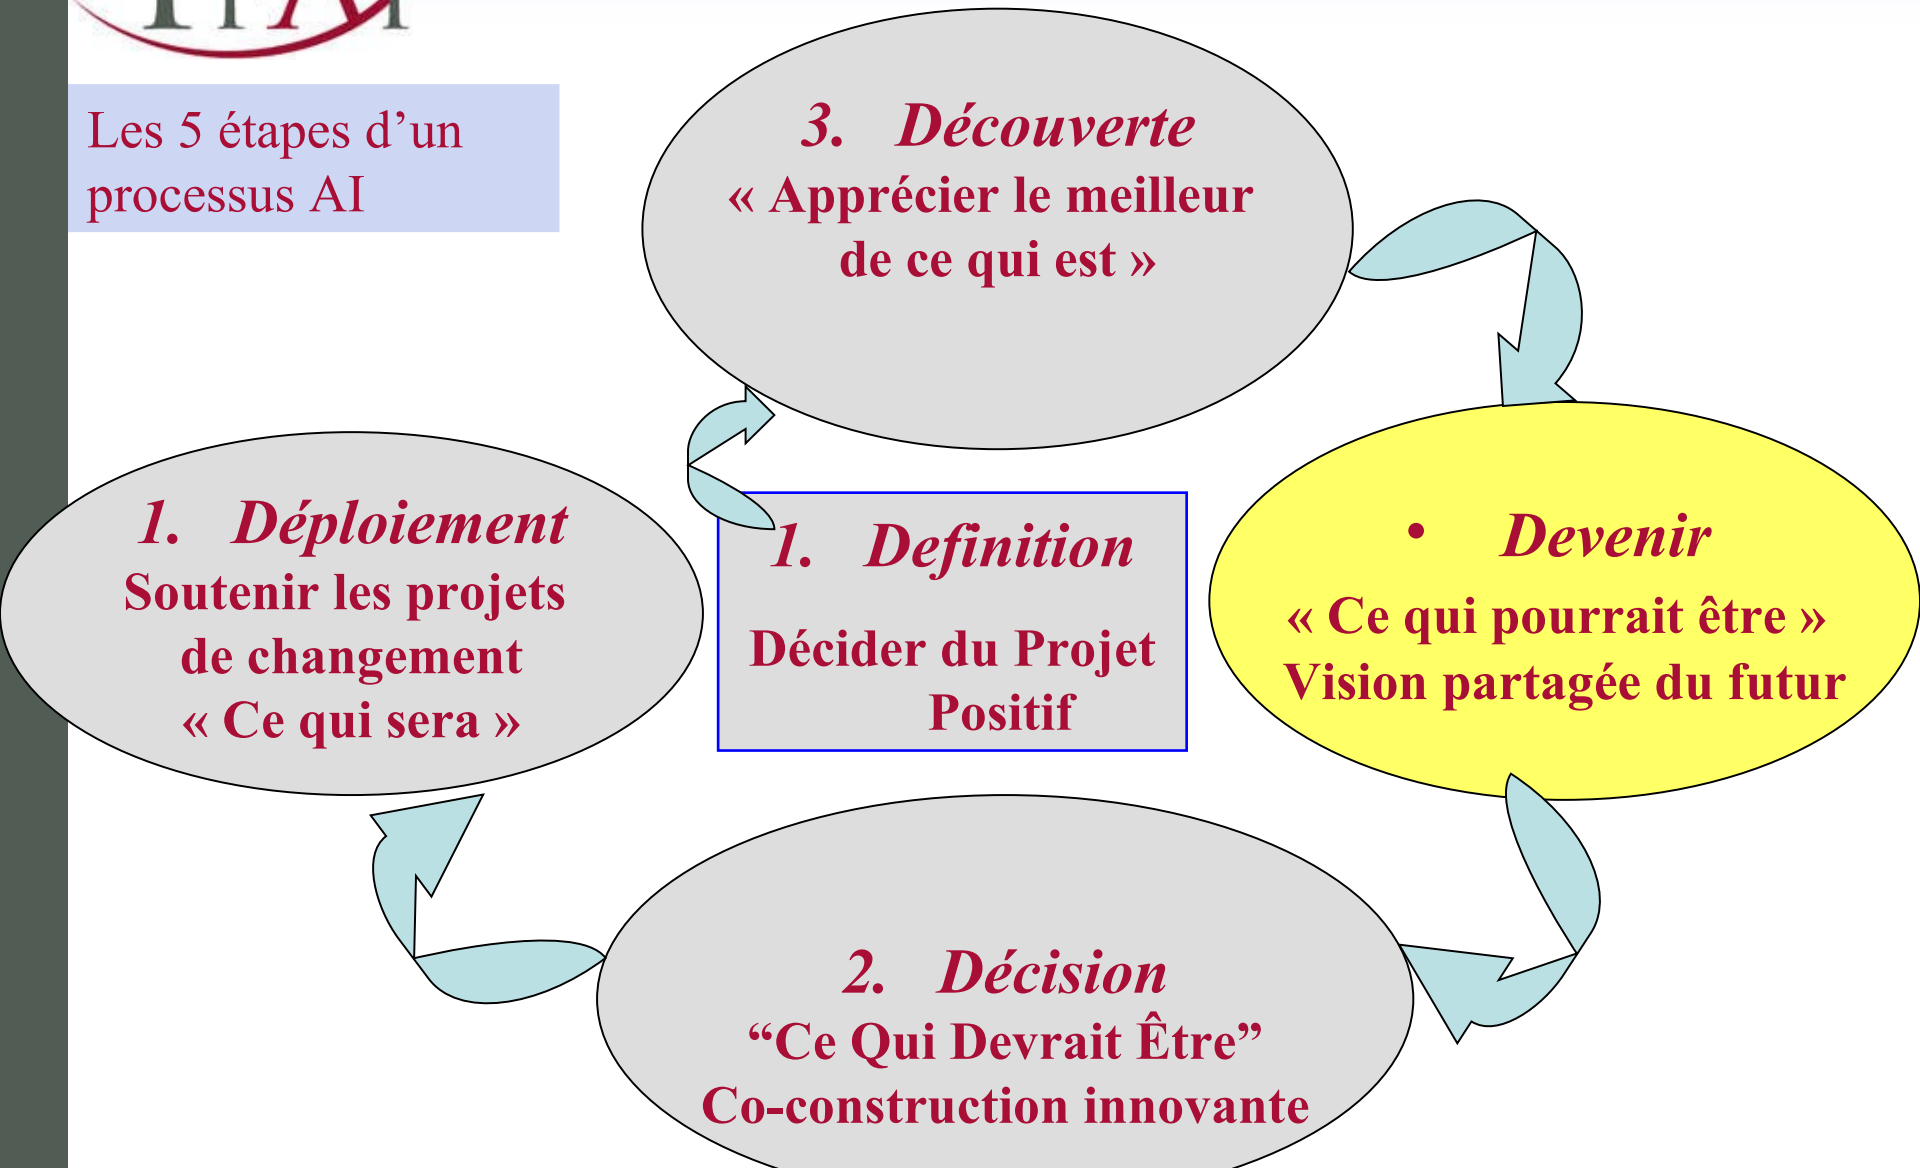 Les 5 étapes d’un
processus AI
3. Découverte
« Apprécier le meilleur
de ce qui est »
1. Déploiement
Soutenir les projets
de changement
« Ce qui sera »
1. Definition
Décider du Projet
Positif
• Devenir
« Ce qui pourrait être »
Vision partagée du futur
2. Décision
“Ce Qui Devrait Être”
Co-construction innovante